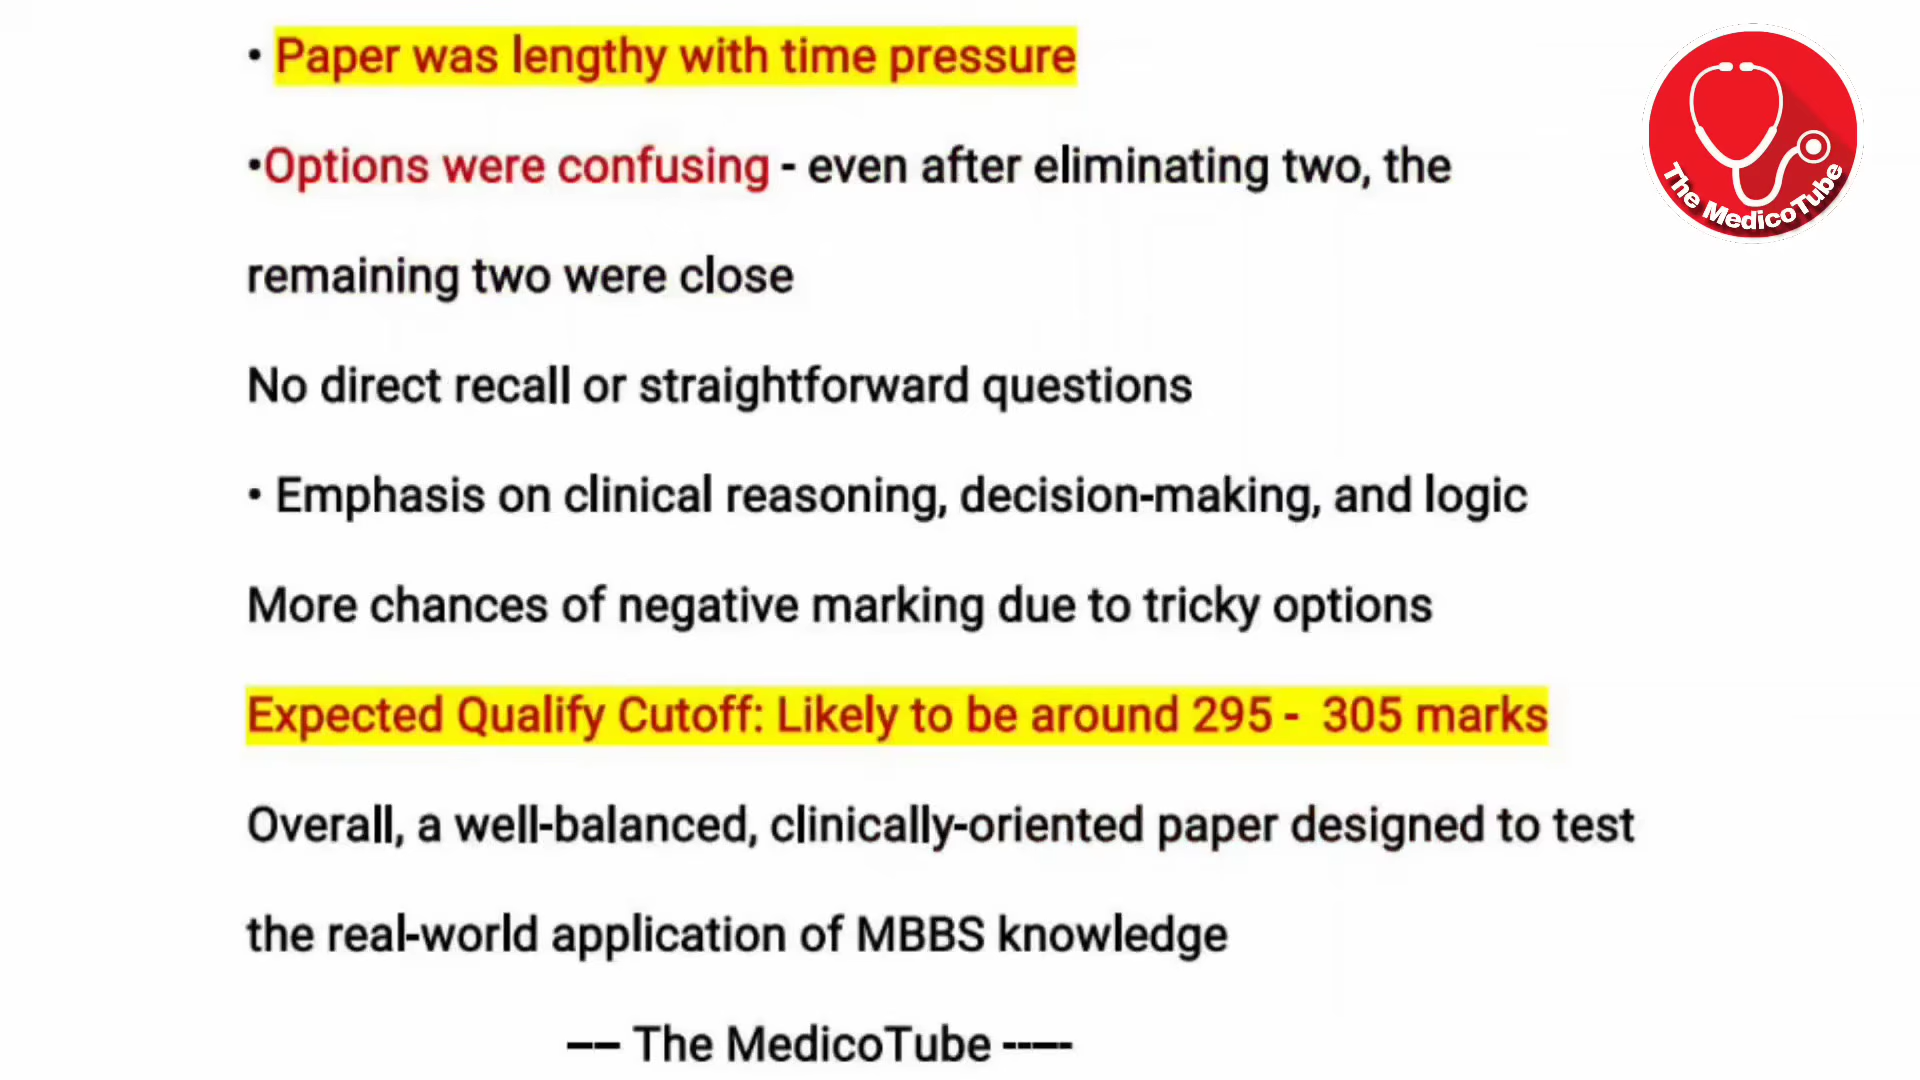 • Paper was lengthy with time pressure
•Options were confusing - even after eliminating two, the
remaining two were close
No direct recall or straightforward questions
• Emphasis on clinical reasoning, decision-making, and logic
More chances of negative marking due to tricky options
Expected Qualify Cutoff: Likely to be around 295 - 305 marks
Overall, a well-balanced, clinically-oriented paper designed to test
the real-world application of MBBS knowledge
–– The MedicoTube -----
The MedicoTube